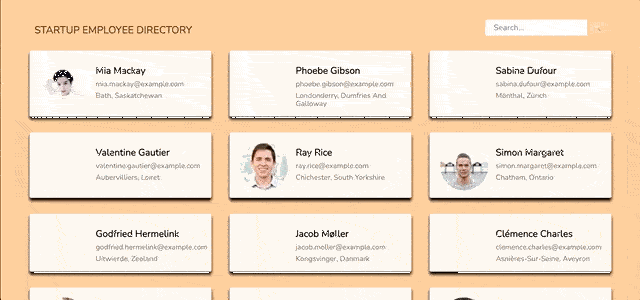 STARTUP EMPLOYEE DIRECTORY
Search...
Mia Mackay
mia.mackay@example.com
Bath, Saskatchewan
Phoebe Gibson
phoebe.gibson@example.com
Londonderry, Dumfries And
Galloway
Sabina Dufour
sabina.dufour@example.com
Mönthal, Zürich
Valentine Gautier
valentine.gautier@example.com
Aubervilliers, Loiret
Ray Rice
ray.rice@example.com
Chichester, South Yorkshire
Simon Margaret
simon.margaret@example.com
Chatham, Ontario
Godfried Hermelink
godfried.hermelink@example.com
Uitwierde, Zeeland
Jacob Møller
jacob.moller@example.com
Kongsvinger, Danmark
Clémence Charles
clemence.charles@example.com
Asnières-Sur-Seine, Aveyron